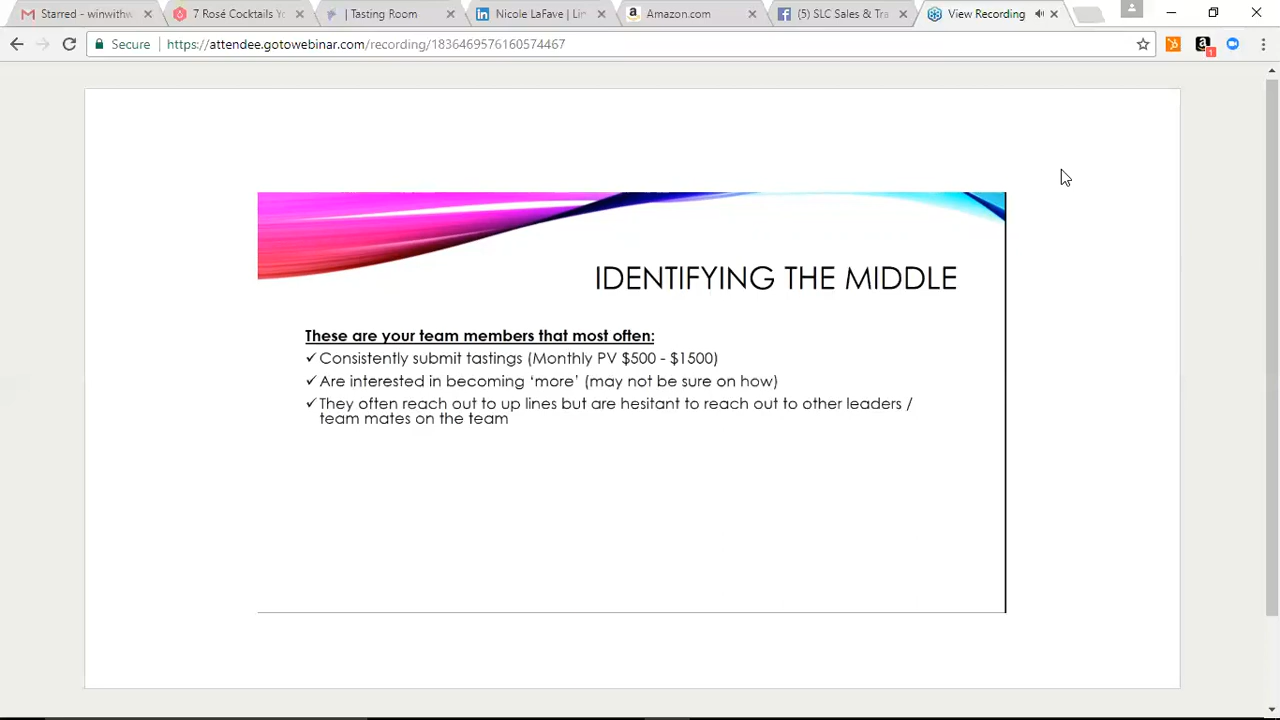 Starred - winwith
7 Rosé Cocktails Y
| Tasting Room
Nicole LaFave | Lin
Amazon.com
(5) SLC Sales & Tra
View Recording
Secure
https://attendee.gotowebinar.com/recording/1836469576160574467
1
IDENTIFYING THE MIDDLE
These are your team members that most often:
✓Consistently submit tastings (Monthly PV $500 - $1500)
✓Are interested in becoming ‘more’ (may not be sure on how)
✓They often reach out to up lines but are hesitant to reach out to other leaders /
team mates on the team